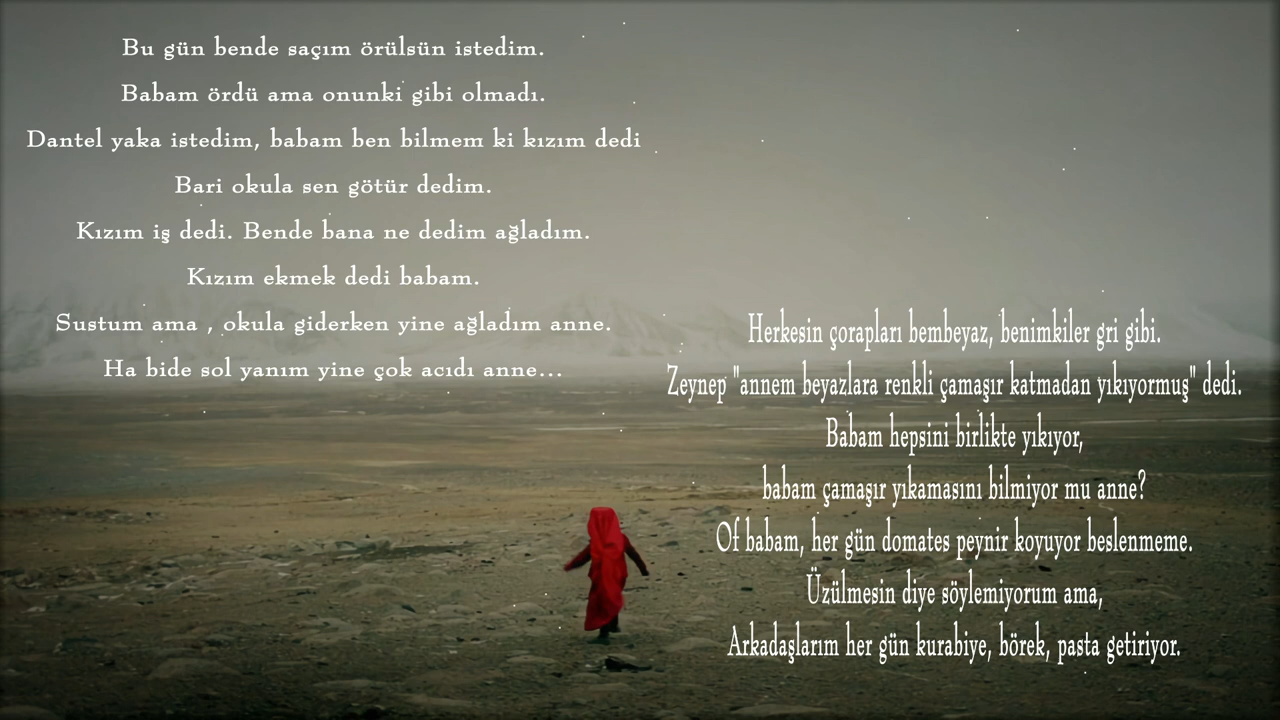 Bu gün bende saçım örülsün istedim.
Babam ördü ama onunki gibi olmadı.
Dantel yaka istedim, babam ben bilmem ki kızım dedi
Bari okula sen götür dedim.
Kızım iş dedi. Bende bana ne dedim ağladım.
Kızım ekmek dedi babam.
Sustum ama , okula giderken yine ağladım anne.
Ha bide sol yanım yine çok acıdı anne...
Herkesin çorapları bembeyaz, benimkiler gri gibi.
Zeynep "annem beyazlara renkli çamaşır katmadan yıkıyormuş" dedi.
Babam hepsini birlikte yıkıyor,
babam çamaşır yıkamasını bilmiyor mu anne?
Of babam, her gün domates peynir koyuyor beslenmeme.
Üzülmesin diye söylemiyorum ama,
Arkadaşlarım her gün kurabiye, börek, pasta getiriyor.